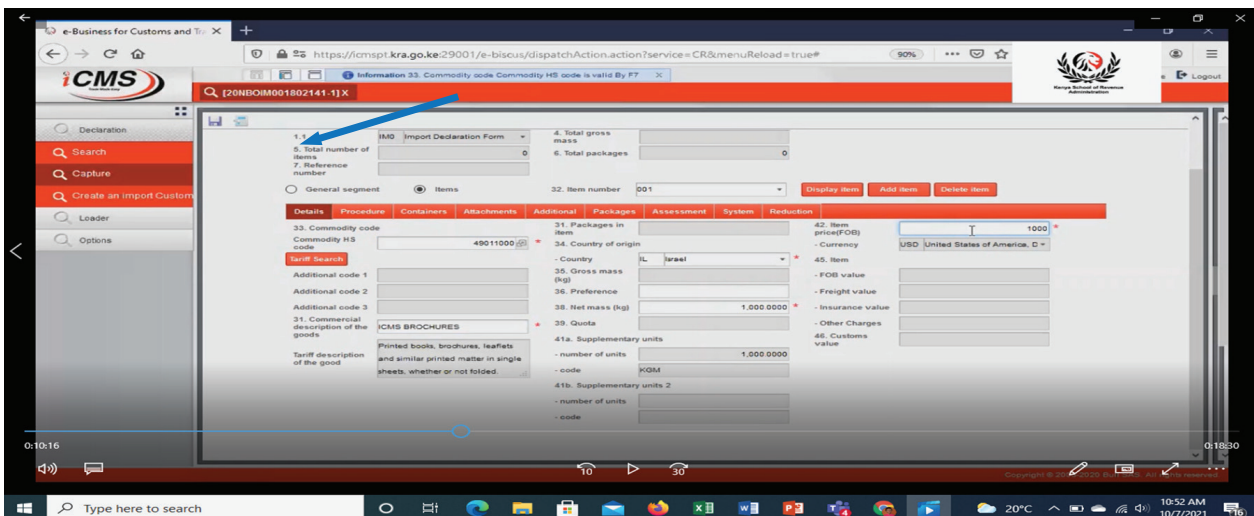 e-Business for Customs and Tr
https://icmspt.kra.go.ke:29001/e-biscus/dispatchAction.action?service=CR&menuReload=true#
90%
iCMS
Kenya School of Revenue
Administration
Logout
Information 33. Commodity code Commodity HS code is valid By F7 X
[20NBOIM001802141-1] X
Declaration
Search
Capture
Create an Import Custom
Loader
Options
1.1 IM0 Import Declaration Form
4. Total gross mass
5. Total number of items 0
6. Total packages 0
7. Reference number
General segment Items 32. Item number 001 Display item Add item Delete item
Details Procedure Containers Attachments Additional Packages Assessment System Reduction
33. Commodity code
Commodity HS code 49011000 *
Tariff Search
Additional code 1
Additional code 2
Additional code 3
31. Commercial description of the goods ICMS BROCHURES *
Tariff description of the good
Printed books, brochures, leaflets
and similar printed matter in single
sheets, whether or not folded.
31. Packages in item
34. Country of origin
- Country IL Israel *
35. Gross mass (kg)
36. Preference
38. Net mass (kg) 1,000.0000 *
39. Quota
41a. Supplementary units
- number of units 1,000.0000
- code KGM
41b. Supplementary units 2
- number of units
- code
42. Item price(FOB) 1000 *
- Currency USD United States of America, D
45. Item
- FOB value
- Freight value
- Insurance value
- Other Charges
46. Customs value
0:10:16
0:18:30
10
30
Type here to search
20°C
10:52 AM
10/7/2021
16